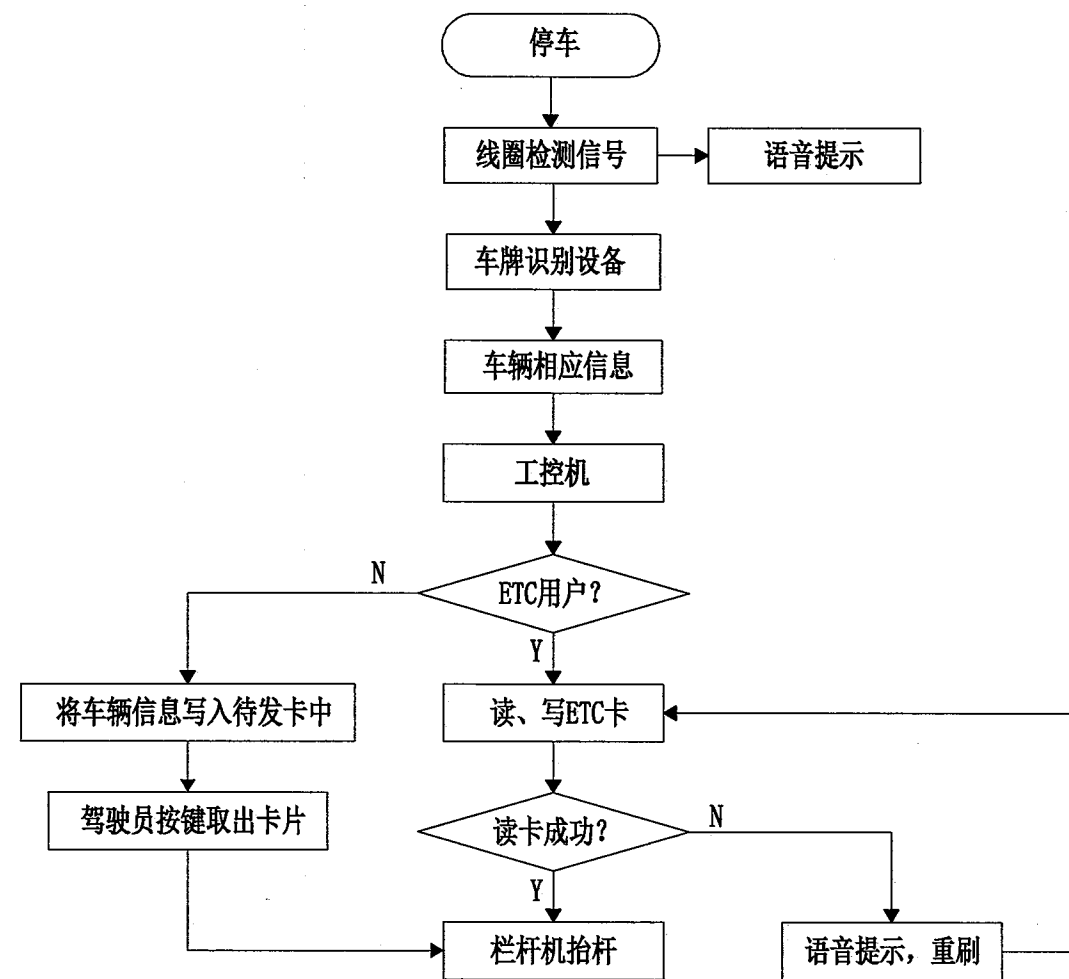 停车
线圈检测信号
语音提示
车牌识别设备
车辆相应信息
工控机
N
ETC用户?
Y
将车辆信息写入待发卡中
读、写ETC卡
驾驶员按键取出卡片
读卡成功?
N
Y
栏杆机抬杆
语音提示，重刷